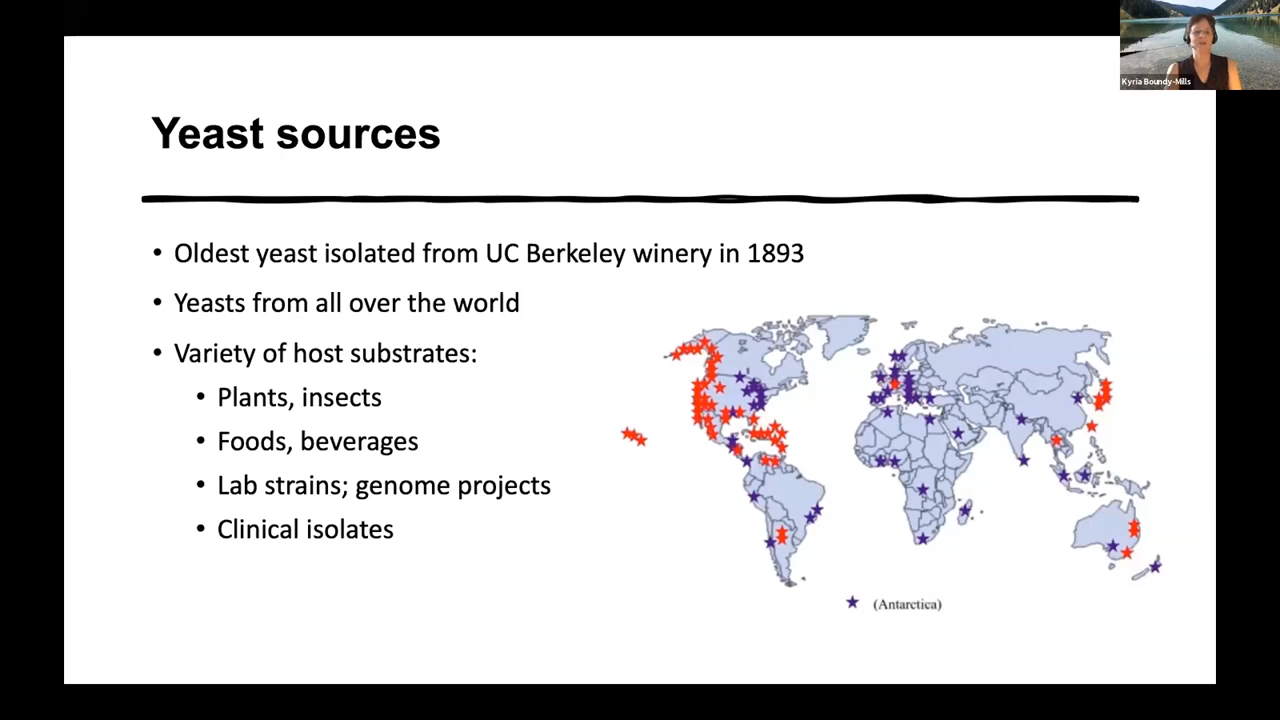 Kyria Boundy-Mills
Yeast sources
• Oldest yeast isolated from UC Berkeley winery in 1893
• Yeasts from all over the world
• Variety of host substrates:
• Plants, insects
• Foods, beverages
• Lab strains; genome projects
• Clinical isolates
(Antarctica)